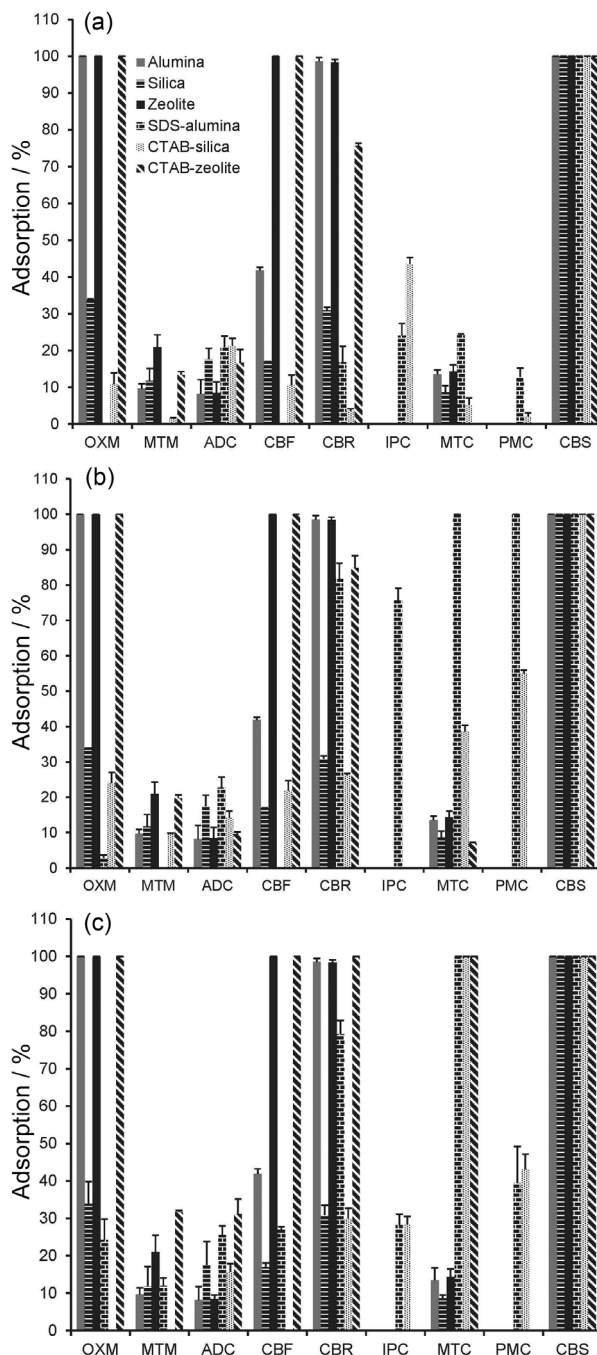 (a)
110
100
90
80
70
60
50
40
30
20
10
0
Adsorption / %
Alumina
Silica
Zeolite
SDS-alumina
CTAB-silica
CTAB-zeolite
OXM MTM ADC CBF CBR IPC MTC PMC CBS
(b)
110
100
90
80
70
60
50
40
30
20
10
0
Adsorption / %
OXM MTM ADC CBF CBR IPC MTC PMC CBS
(c)
110
100
90
80
70
60
50
40
30
20
10
0
Adsorption / %
OXM MTM ADC CBF CBR IPC MTC PMC CBS